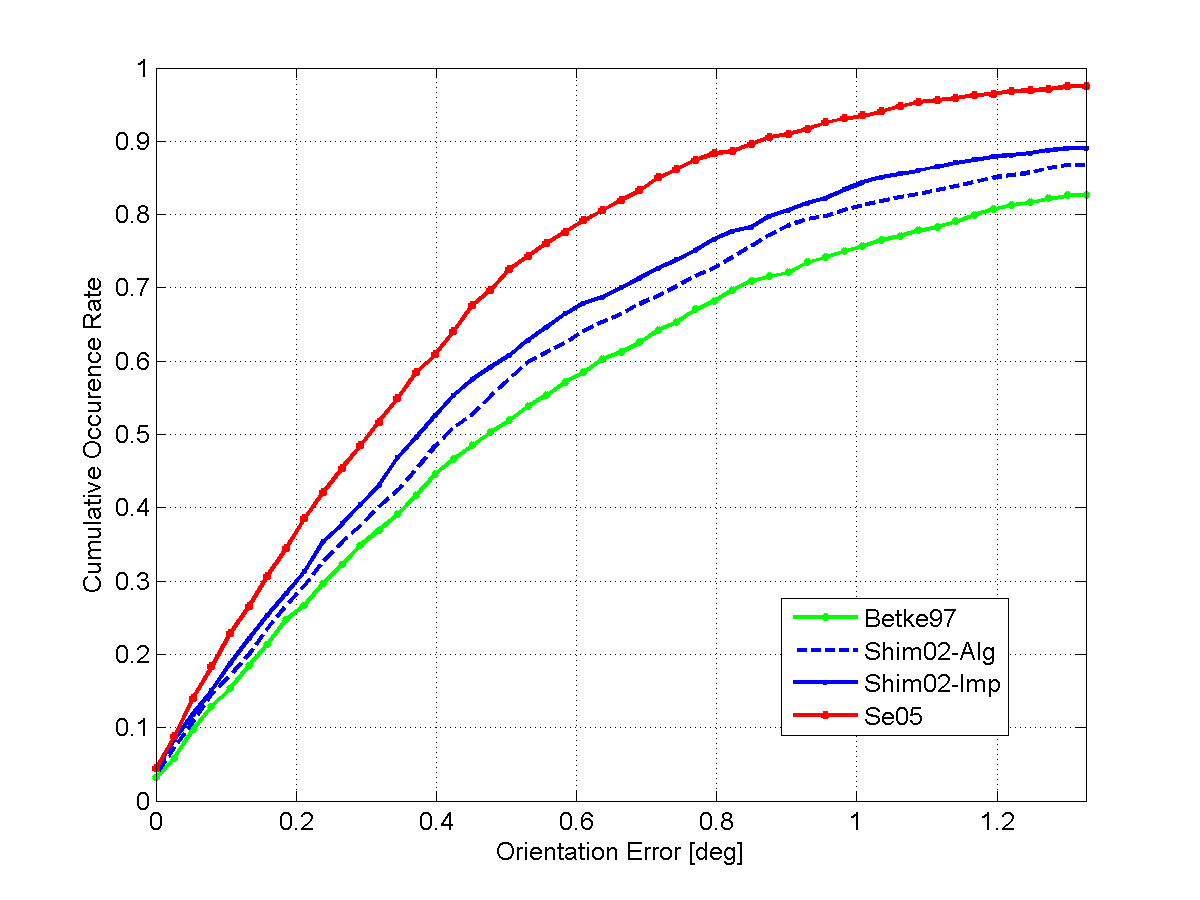 1
0.9
0.8
0.7
0.6
0.5
0.4
0.3
0.2
0.1
0
Cumulative Occurence Rate
Betke97
Shim02-Alg
Shim02-Imp
Se05
0 0.2 0.4 0.6 0.8 1 1.2
Orientation Error [deg]